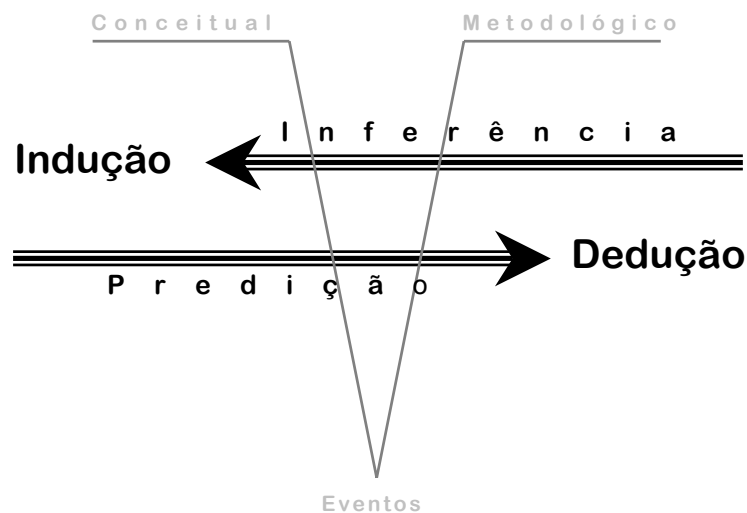 Conceitual Metodológico
Inferência
Indução
Dedução
Predição
Eventos